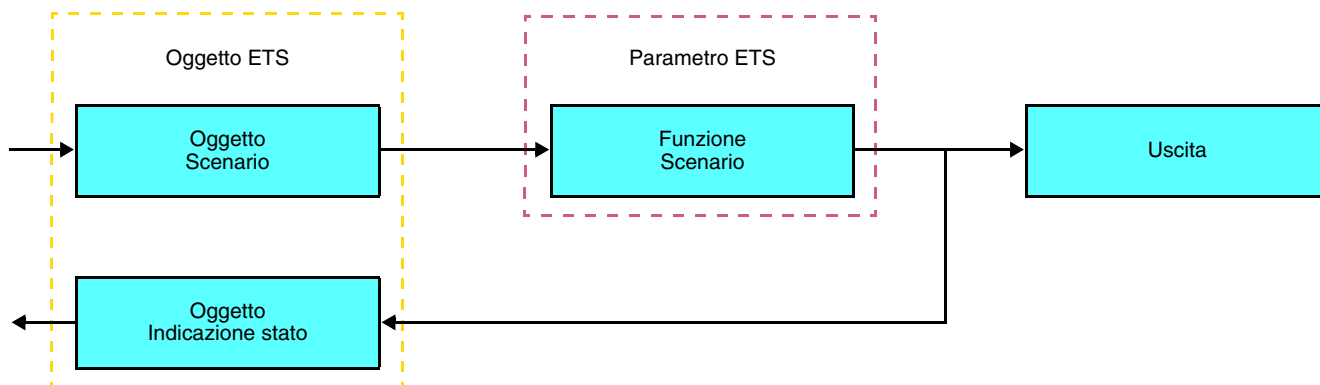 Oggetto ETS
Parametro ETS
Oggetto
Scenario
Funzione
Scenario
Uscita
Oggetto
Indicazione stato